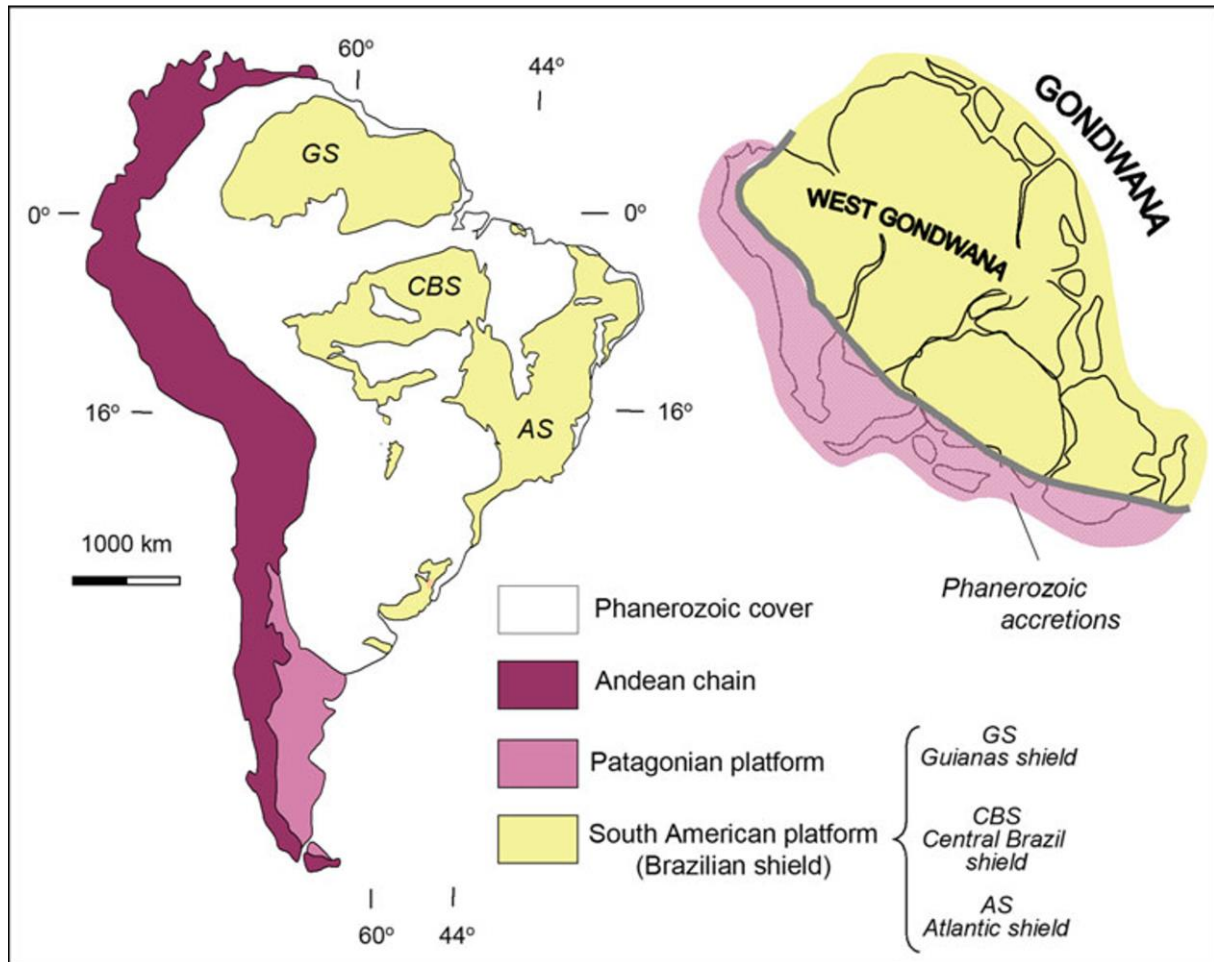 60°
44°
GS
0°
0°
CBS
16°
AS
16°
1000 km
GONDWANA
WEST GONDWANA
Phanerozoic
accretions
Phanerozoic cover
Andean chain
Patagonian platform
South American platform
(Brazilian shield)
GS
Guianas shield
CBS
Central Brazil
shield
AS
Atlantic shield
60°
44°